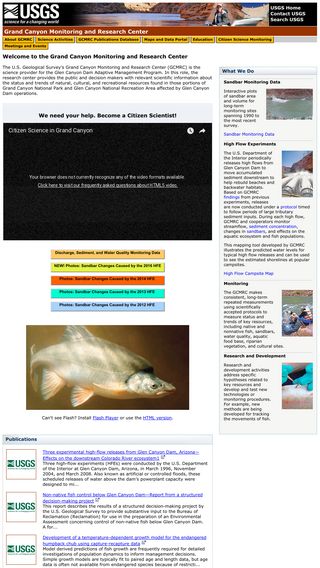 USGS
science for a changing world
USGS Home
Contact USGS
Search USGS
Grand Canyon Monitoring and Research Center
About GCMRC
Science Activities
GCMRC Publications Database
Maps and Data Portal
Education
Citizen Science Monitoring
Meetings and Events
Welcome to the Grand Canyon Monitoring and Research Center
The U.S. Geological Survey's Grand Canyon Monitoring and Research Center (GCMRC) is the
science provider for the Glen Canyon Dam Adaptive Management Program. In this role, the
research center provides the public and decision makers with relevant scientific information about
the status and trends of natural, cultural, and recreational resources found in those portions of
Grand Canyon National Park and Glen Canyon National Recreation Area affected by Glen Canyon
Dam operations.
We need your help. Become a Citizen Scientist!
Citizen Science in Grand Canyon
Your browser does not currently recognize any of the video formats available.
Click here to visit our frequently asked questions about HTML5 video.
Discharge, Sediment, and Water Quality Monitoring Data
NEW! Photos: Sandbar Changes Caused by the 2016 HFE
Photos: Sandbar Changes Caused by the 2014 HFE
Photos: Sandbar Changes Caused by the 2013 HFE
Photos: Sandbar Changes Caused by the 2012 HFE
Can't see Flash? Install Flash Player or use the HTML version.
What We Do
Sandbar Monitoring Data
Interactive plots
of sandbar area
and volume for
long-term
monitoring sites
spanning 1990
to the most
recent survey.
Sandbar Monitoring Data
High Flow Experiments
The U.S.
Department of
the Interior periodically
releases high flows from
Glen Canyon Dam to
move accumulated
sediment downstream to
help rebuild beaches
and backwater habitats.
Based on GCMRC
findings from previous
experiments, releases
are now conducted under a protocol timed
to follow periods of large tributary
sediment inputs. During each high flow,
GCMRC and cooperators monitor
streamflow, sediment concentration,
changes in sandbars, and effects on the
aquatic ecosystem and fish populations.
This mapping tool developed by GCMRC
illustrates the predicted water levels for
typical high flow releases and can be used
to see the estimated shorelines at popular
campsites.
High Flow Campsite Map
Monitoring
The GCMRC
makes consistent,
long-term repeated
measurements
using scientifically
accepted protocols
to measure status
and trends of key
resources, including
native and
nonnative fish,
sandbars, water
quality, aquatic
food base, riparian
vegetation, and
cultural sites.
Research and Development
Research and
development
activities address
specific hypotheses
related to key
resources and
develop and test
new technologies
or monitoring
procedures. For
example, new
methods are being
developed for
tracking the
movements of fish.
Publications
USGS
Three experimental high-flow releases from Glen Canyon Dam, Arizona—
Effects on the downstream Colorado River ecosystem1
Three high-flow experiments (HFEs) were conducted by the U.S. Department
of the Interior at Glen Canyon Dam, Arizona, in March 1996, November
2004, and March 2008. Also known as artificial or controlled floods, these
scheduled releases of water above the dam's powerplant capacity were
designed to mi...
USGS
Non-native fish control below Glen Canyon Dam—Report from a structured
decision-making project
This report describes the results of a structured decision-making project by
the U.S. Geological Survey to provide substantive input to the Bureau of
Reclamation (Reclamation) for use in the preparation of an Environmental
Assessment concerning control of non-native fish below Glen Canyon Dam.
A for...
USGS
Development of a temperature-dependent growth model for the endangered
humpback chub using capture-recapture data
Model derived predictions of fish growth are frequently required for detailed
investigations of population dynamics to inform management decisions.
Simple growth models are typically fit to paired age and length data, but age
data is often not available from endangered species because of restricti...